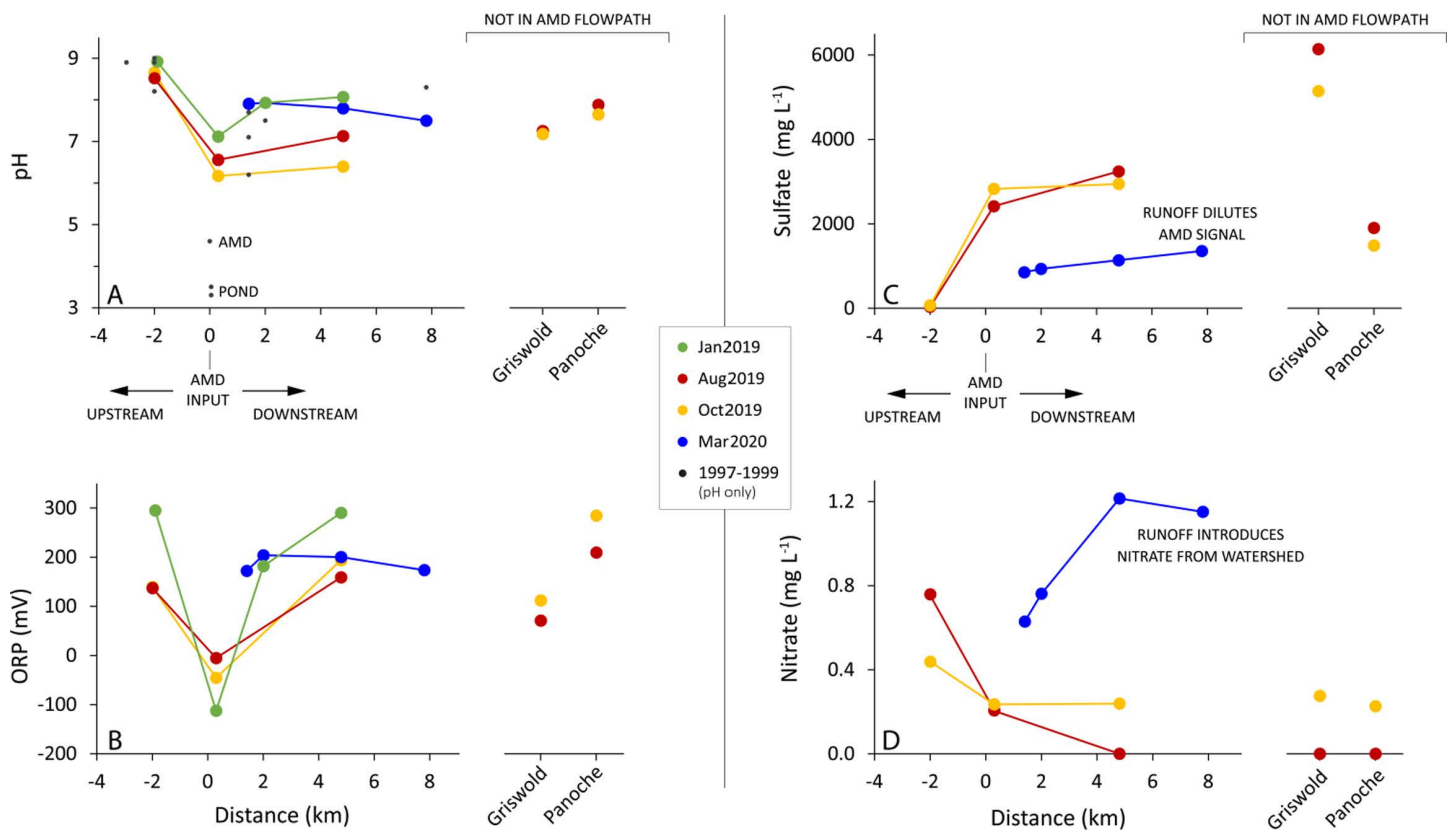 NOT IN AMD FLOWPATH
9
7
5
3
pH
A
AMD
POND
-4
-2
0
2
4
6
8
Griswold
Panoche
AMD
INPUT
UPSTREAM
DOWNSTREAM
300
200
100
0
-100
-200
ORP (mV)
B
-4
-2
0
2
4
6
8
Distance (km)
Griswold
Panoche
Jan2019
Aug2019
Oct2019
Mar2020
1997-1999
(pH only)
NOT IN AMD FLOWPATH
6000
4000
2000
0
Sulfate (mg L-1)
C
RUNOFF DILUTES
AMD SIGNAL
-4
-2
0
2
4
6
8
Griswold
Panoche
AMD
INPUT
UPSTREAM
DOWNSTREAM
1.2
0.8
0.4
0.0
Nitrate (mg L-1)
D
RUNOFF INTRODUCES
NITRATE FROM WATERSHED
-4
-2
0
2
4
6
8
Distance (km)
Griswold
Panoche